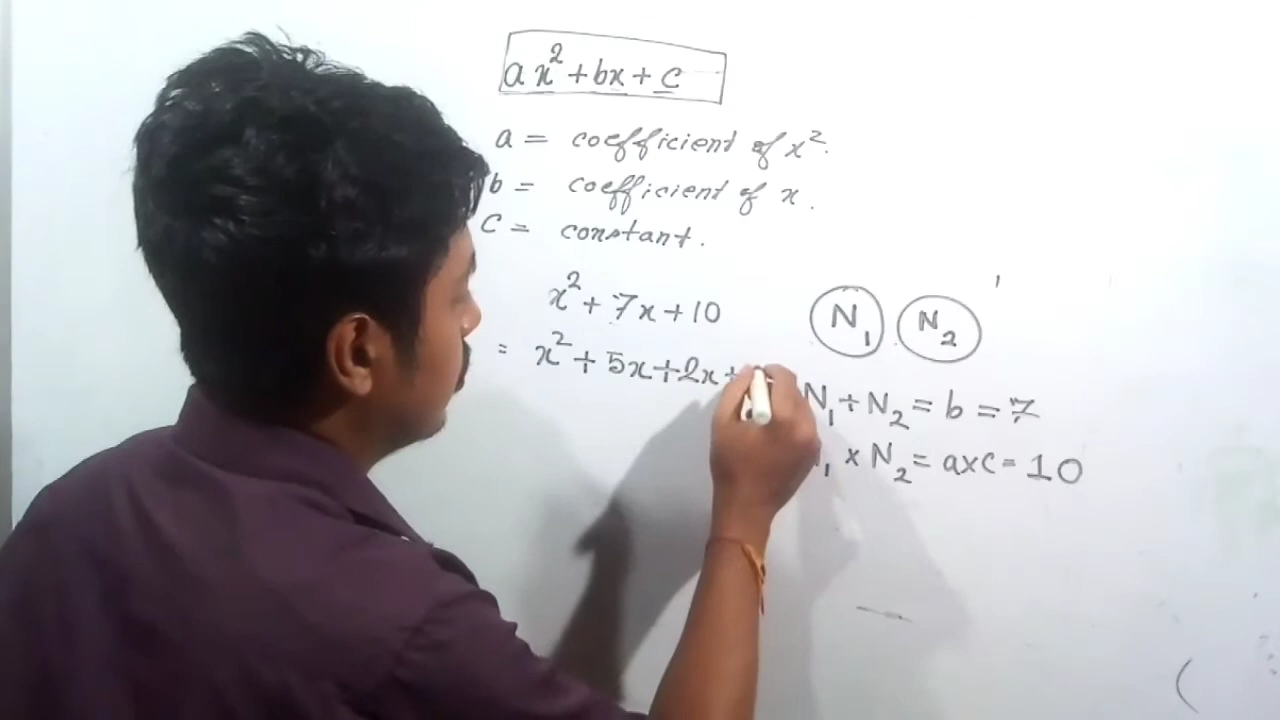 ax² + bx + c
a = coefficient of x².
b = coefficient of x.
c = constant.
x² + 7x + 10
= x² + 5x + 2x +
N₁ N₂
N₁ + N₂ = b = 7
₁ × N₂ = a×c = 10
(